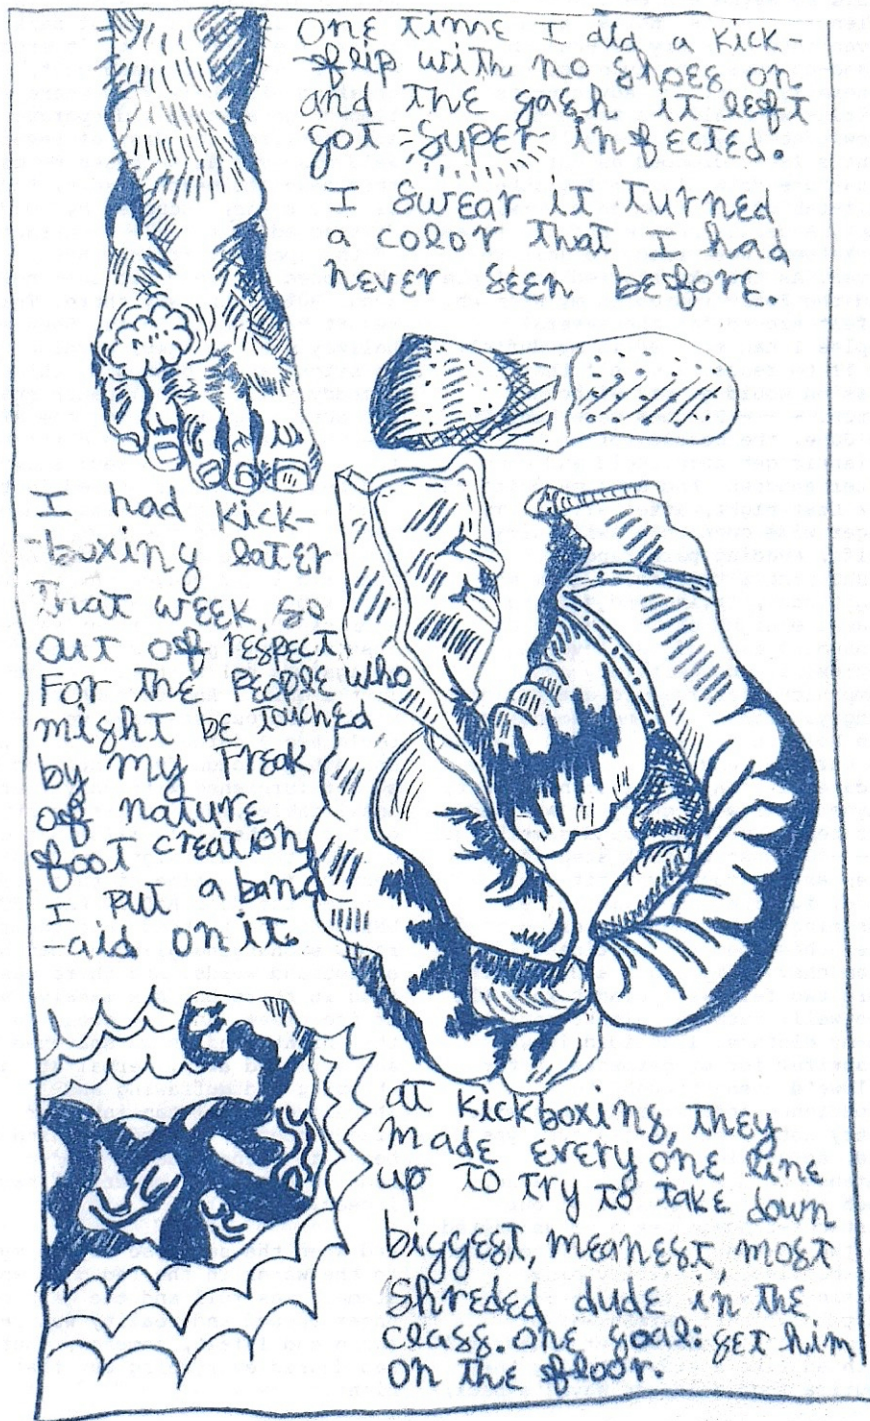 One time I did a kick-
-flip with no shoes on
and the gash it left
got super infected.
I swear it turned
a color that I had
never seen before.
I had kick-
-boxing later
that week, so
out of respect
for the people who
might be touched
by my freak
of nature
foot creation,
I put a band
-aid on it.
at kickboxing, they
made every one line
up to try to take down
biggest, meanest, most
shreded dude in the
class. One goal: get him
on the floor.